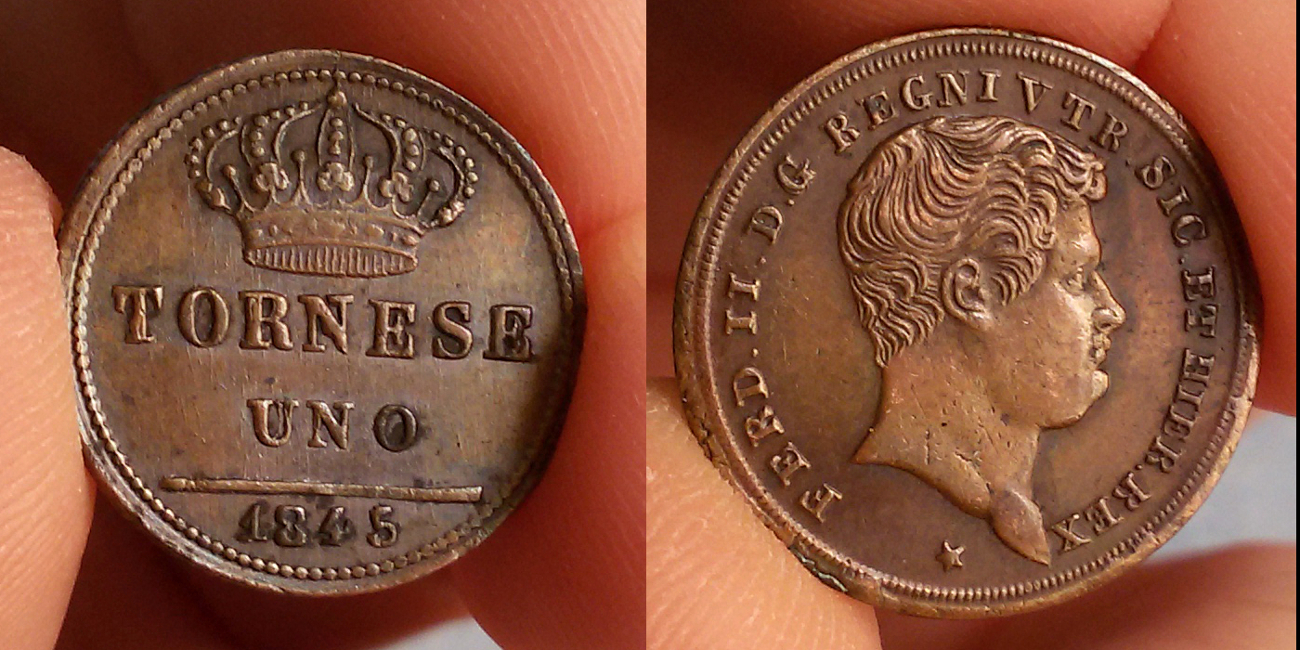 TORNESE
UNO
1845
FERD.II.D.G REGNI VTR.SIC.ET HIER.REX